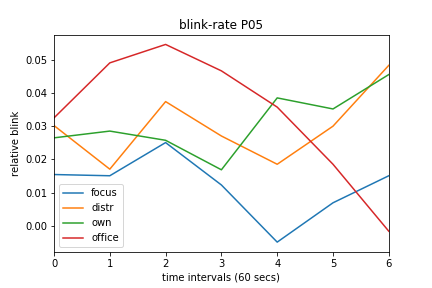 blink-rate P05
relative blink
0.05
0.04
0.03
0.02
0.01
0.00
focus
distr
own
office
0 1 2 3 4 5 6
time intervals (60 secs)